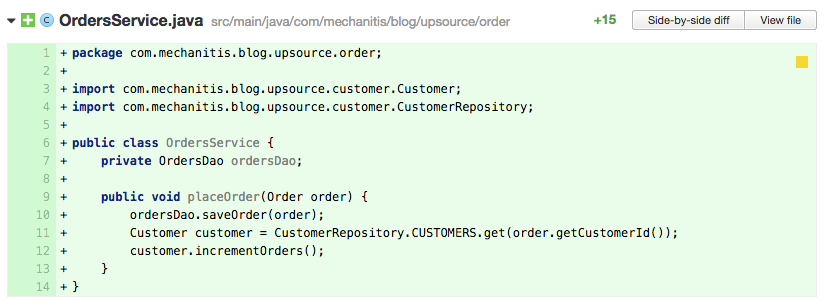 C OrdersService.java src/main/java/com/mechanitis/blog/upsource/order +15 Side-by-side diff View file
1 + package com.mechanitis.blog.upsource.order;
2 +
3 + import com.mechanitis.blog.upsource.customer.Customer;
4 + import com.mechanitis.blog.upsource.customer.CustomerRepository;
5 +
6 + public class OrdersService {
7 +     private OrdersDao ordersDao;
8 +
9 +     public void placeOrder(Order order) {
10 +         ordersDao.saveOrder(order);
11 +         Customer customer = CustomerRepository.CUSTOMERS.get(order.getCustomerId());
12 +         customer.incrementOrders();
13 +     }
14 + }